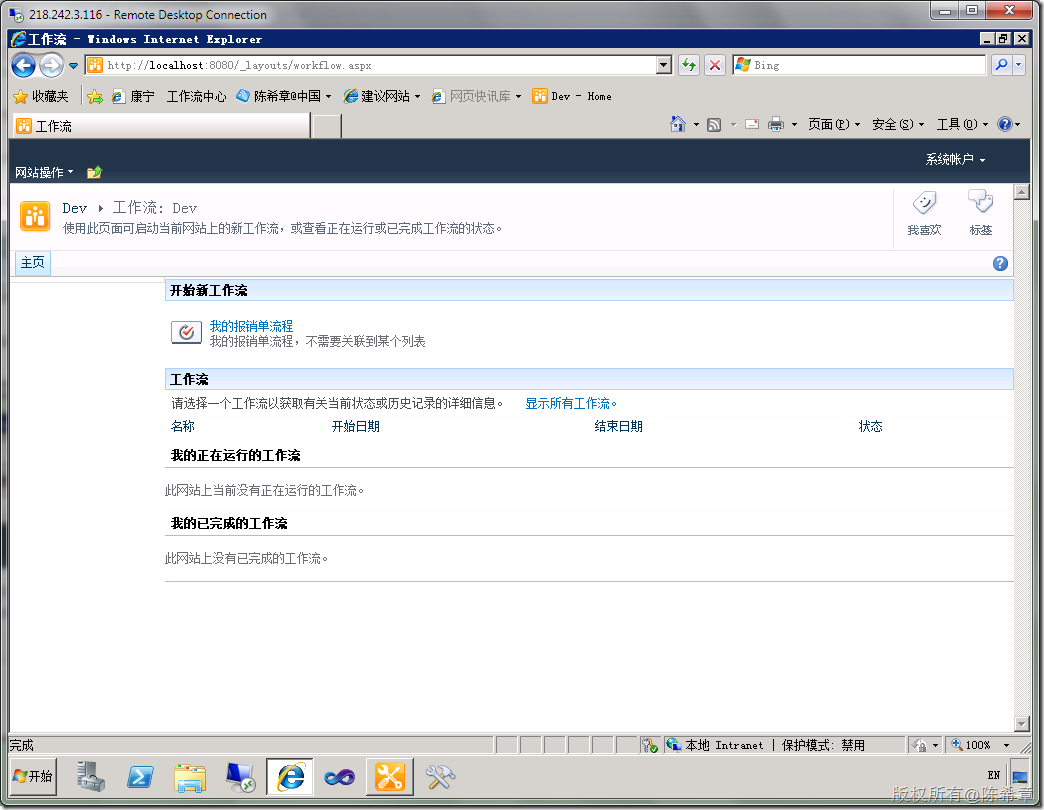 218.242.3.116 - Remote Desktop Connection
工作流 - Windows Internet Explorer
http://localhost:8080/_layouts/workflow.aspx
Bing
收藏夹 康宁 工作流中心 陈希章@中国 建议网站 网页快讯库 Dev - Home
工作流
页面(P) 安全(S) 工具(O)
系统帐户
网站操作
Dev 工作流: Dev
使用此页面可启动当前网站上的新工作流，或查看正在运行或已完成工作流的状态。
我喜欢 标签
主页
开始新工作流
我的报销单流程
我的报销单流程，不需要关联到某个列表
工作流
请选择一个工作流以获取有关当前状态或历史记录的详细信息。 显示所有工作流。
名称 开始日期 结束日期 状态
我的正在运行的工作流
此网站上当前没有正在运行的工作流。
我的已完成的工作流
此网站上没有已完成的工作流。
完成 本地 Intranet | 保护模式: 禁用 100%
开始 EN
版权所有@陈希章